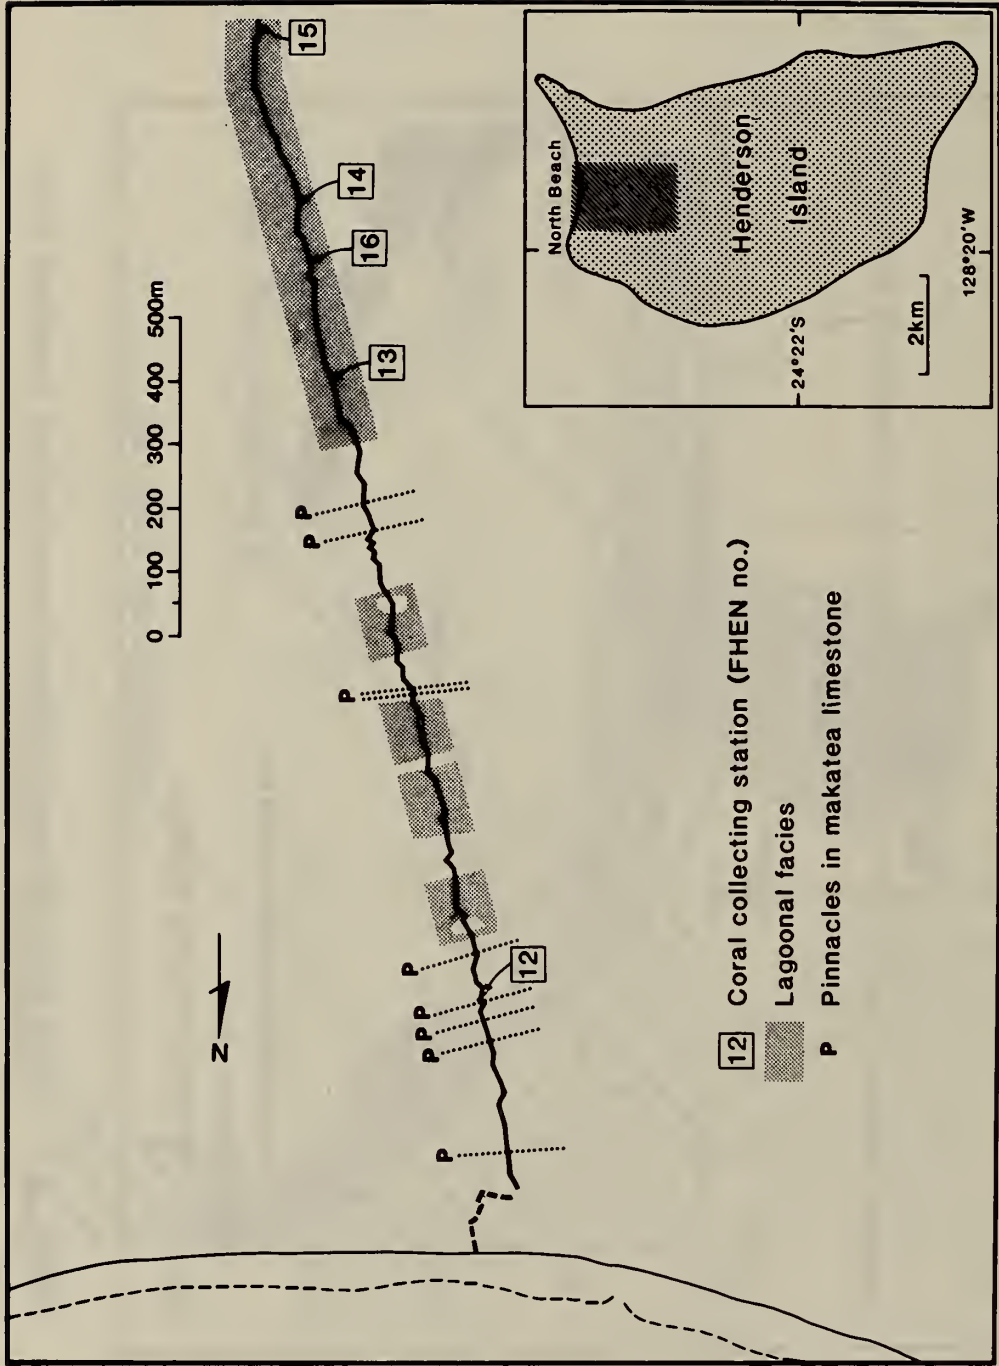 15
14
16
13
0 100 200 300 400 500m
P
P
P
P
12
P
P
P
P
N
12 Coral collecting station (FHEN no.)
Lagoonal facies
P Pinnacles in makatea limestone
North Beach
Henderson
Island
24°22'S
2km
128°20'W